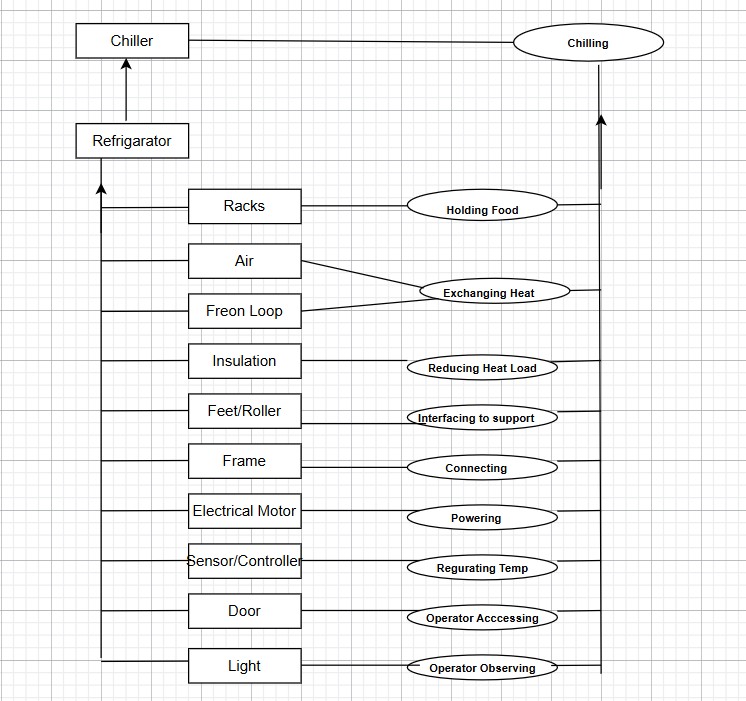 Chiller
Chilling
Refrigarator
Racks
Holding Food
Air
Exchanging Heat
Freon Loop
Insulation
Reducing Heat Load
Feet/Roller
Interfacing to support
Frame
Connecting
Electrical Motor
Powering
Sensor/Controller
Regurating Temp
Door
Operator Acccessing
Light
Operator Observing